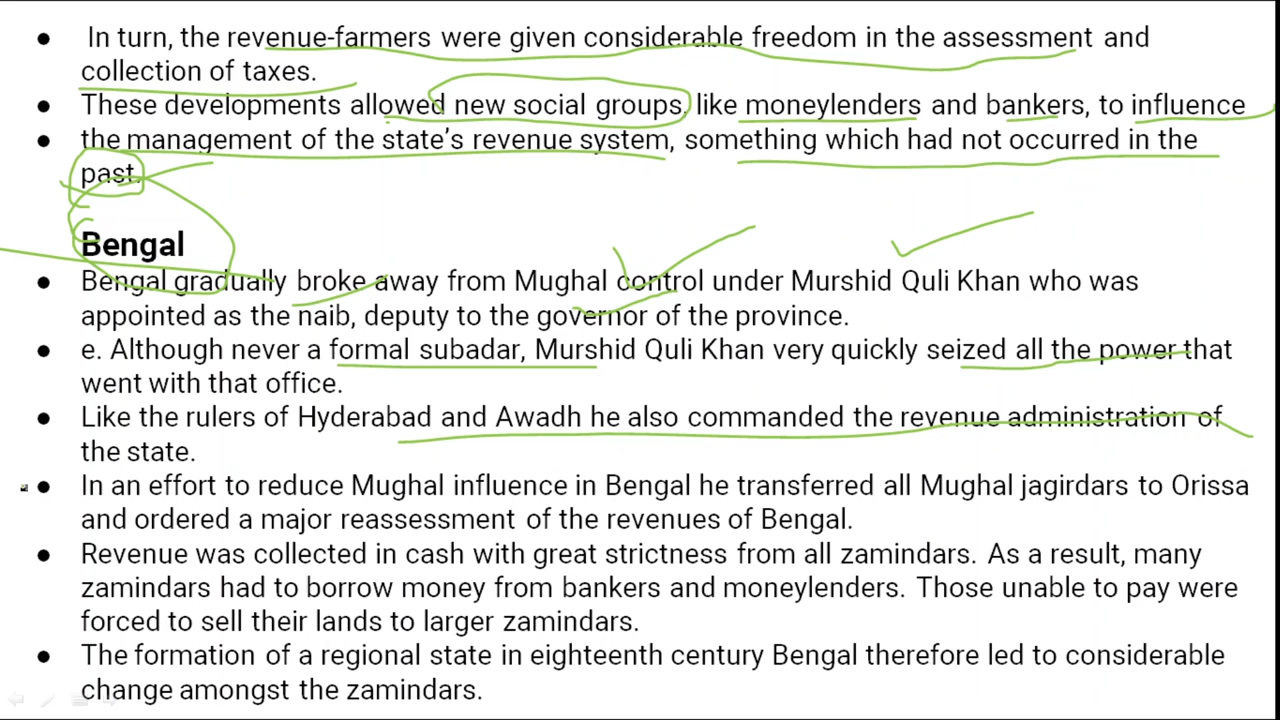 ● In turn, the revenue-farmers were given considerable freedom in the assessment and
collection of taxes.
● These developments allowed new social groups, like moneylenders and bankers, to influence
● the management of the state's revenue system, something which had not occurred in the
past.
Bengal
● Bengal gradually broke away from Mughal control under Murshid Quli Khan who was
appointed as the naib, deputy to the governor of the province.
● e. Although never a formal subadar, Murshid Quli Khan very quickly seized all the power that
went with that office.
● Like the rulers of Hyderabad and Awadh he also commanded the revenue administration of
the state.
● In an effort to reduce Mughal influence in Bengal he transferred all Mughal jagirdars to Orissa
and ordered a major reassessment of the revenues of Bengal.
● Revenue was collected in cash with great strictness from all zamindars. As a result, many
zamindars had to borrow money from bankers and moneylenders. Those unable to pay were
forced to sell their lands to larger zamindars.
● The formation of a regional state in eighteenth century Bengal therefore led to considerable
change amongst the zamindars.